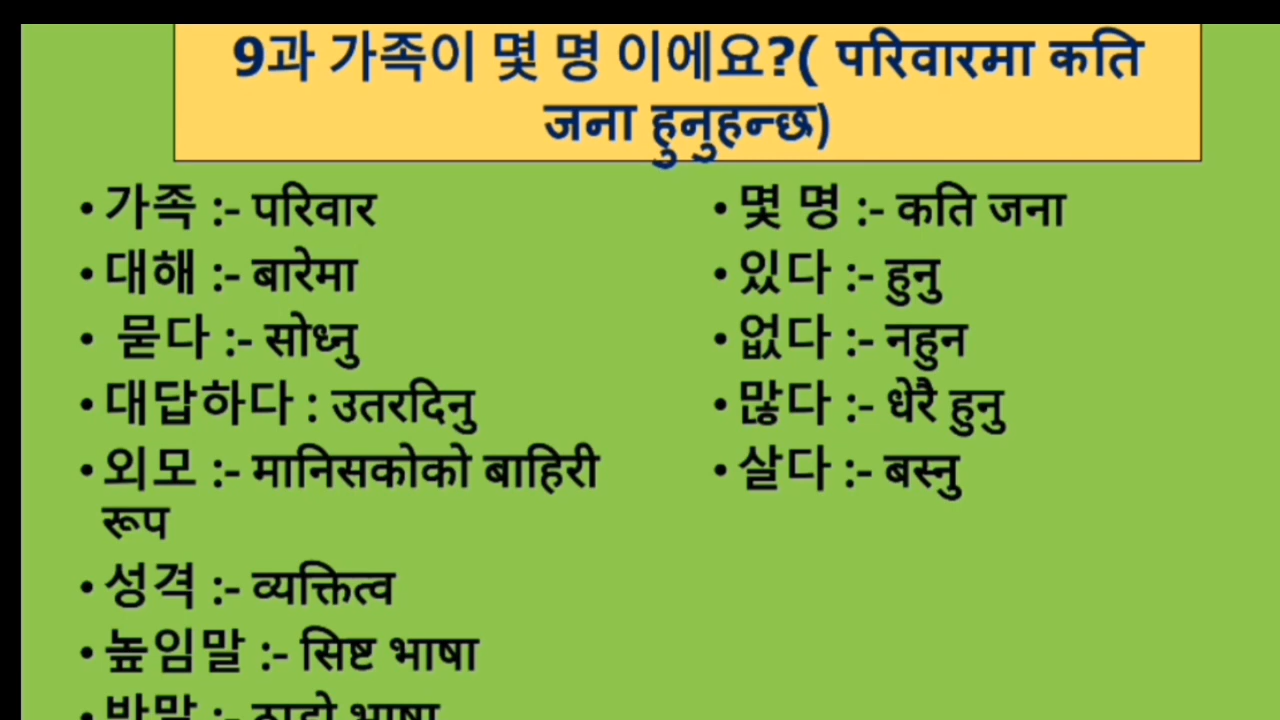 9과 가족이 몇 명 이에요?( परिवारमा कति
जना हुनुहन्छ)
• 가족 :- परिवार
• 대해 :- बारेमा
• 묻다 :- सोध्नु
• 대답하다 : उतरदिनु
• 외모 :- मानिसकोको बाहिरी
रूप
• 성격 :- व्यक्तित्व
• 높임말 :- सिष्ट भाषा
• 반말 :- ठाडो भाषा
• 몇 명 :- कति जना
• 있다 :- हुनु
• 없다 :- नहुन
• 많다 :- धेरै हुनु
• 살다 :- बस्नु